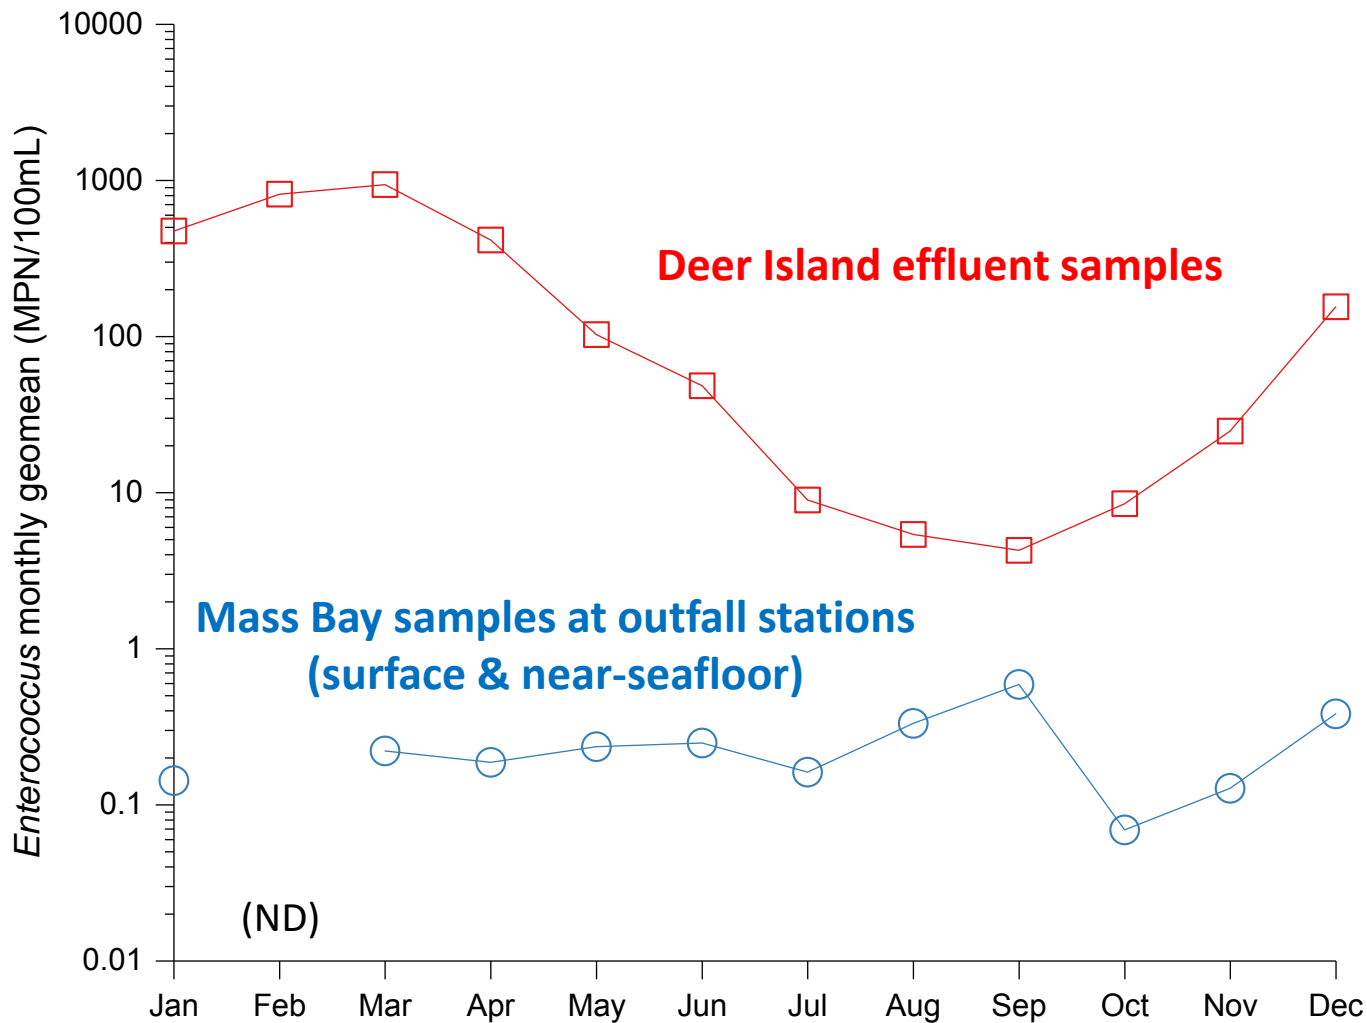 Enterococcus monthly geomean (MPN/100mL)
10000
1000
100
10
1
0.1
0.01
Deer Island effluent samples
Mass Bay samples at outfall stations
(surface & near-seafloor)
(ND)
Jan Feb Mar Apr May Jun Jul Aug Sep Oct Nov Dec